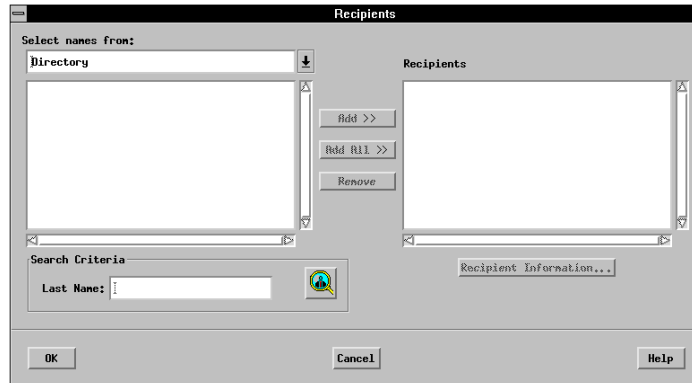 Recipients
Select names from:
Directory
Recipients
Add >>
Add All >>
Remove
Search Criteria
Last Name:
Recipient Information...
OK Cancel Help